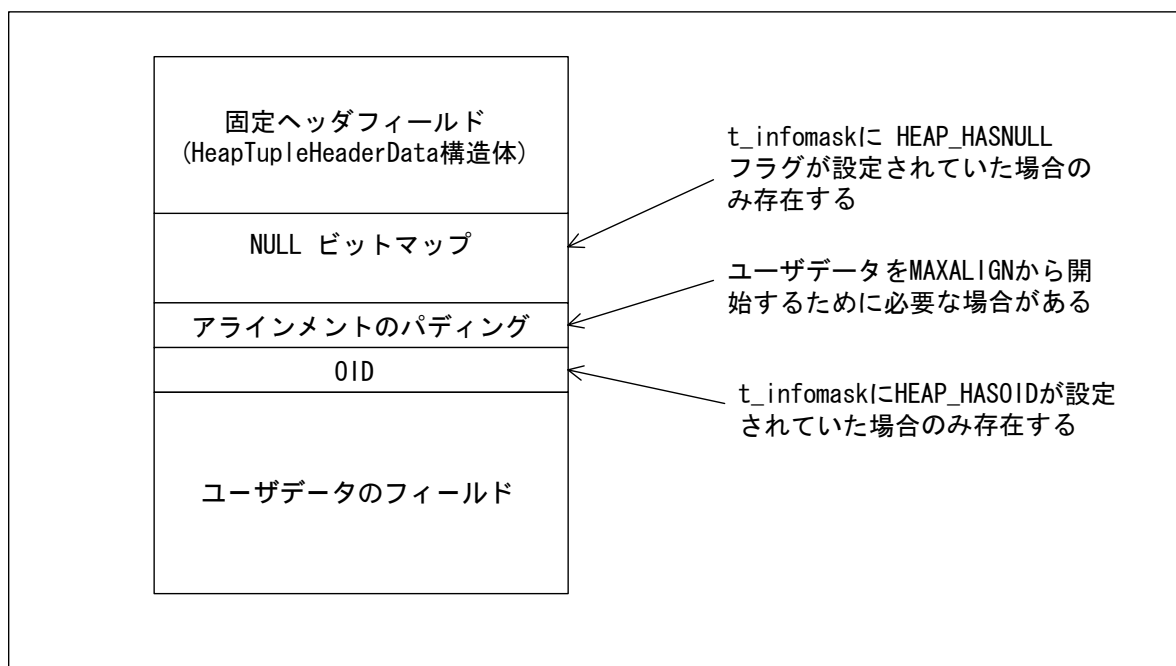 固定ヘッダフィールド
(HeapTupleHeaderData構造体)
t_infomaskに HEAP_HASNULL
フラグが設定されていた場合の
み存在する
NULL ビットマップ
ユーザデータをMAXALIGNから開
始するために必要な場合がある
アラインメントのパディング
OID
t_infomaskにHEAP_HASOIDが設定
されていた場合のみ存在する
ユーザデータのフィールド